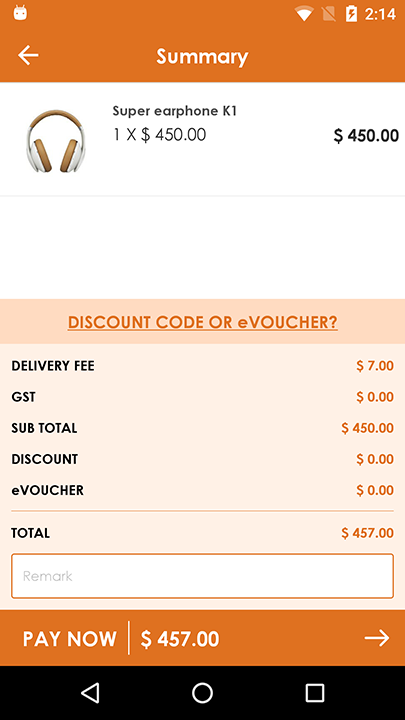 2:14
Summary
Super earphone K1
1 X $ 450.00 $ 450.00
DISCOUNT CODE OR eVOUCHER?
DELIVERY FEE $ 7.00
GST $ 0.00
SUB TOTAL $ 450.00
DISCOUNT $ 0.00
eVOUCHER $ 0.00
TOTAL $ 457.00
Remark
PAY NOW $ 457.00